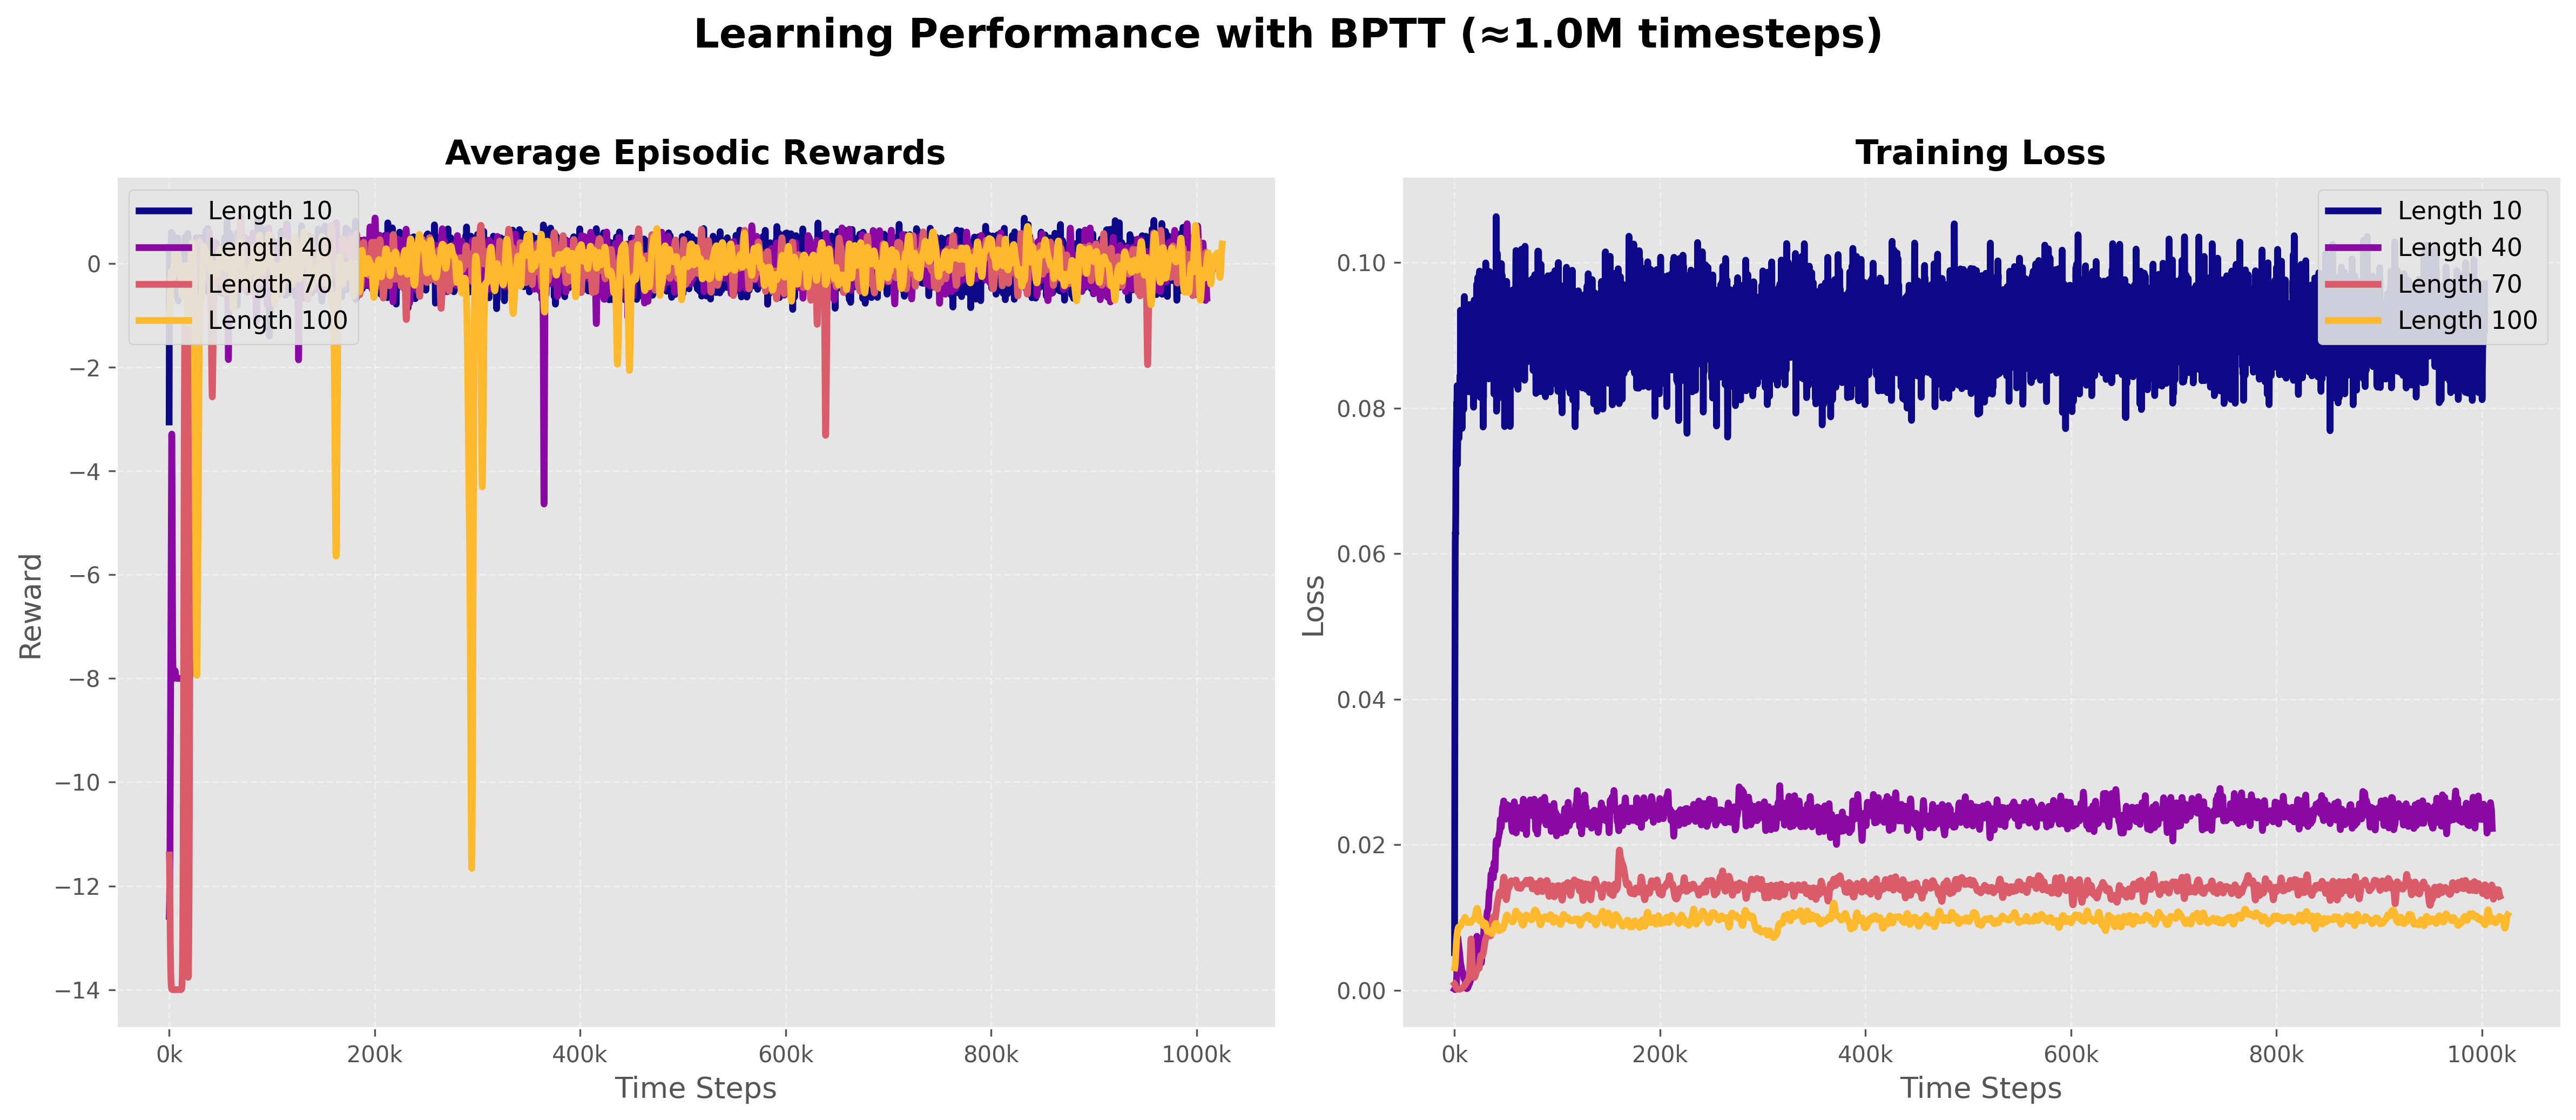 Learning Performance with BPTT (≈1.0M timesteps)
Average Episodic Rewards
Length 10
Length 40
Length 70
Length 100
0
−2
−4
−6
−8
−10
−12
−14
Reward
0k
200k
400k
600k
800k
1000k
Time Steps
Training Loss
Length 10
Length 40
Length 70
Length 100
0.10
0.08
0.06
0.04
0.02
0.00
Loss
0k
200k
400k
600k
800k
1000k
Time Steps